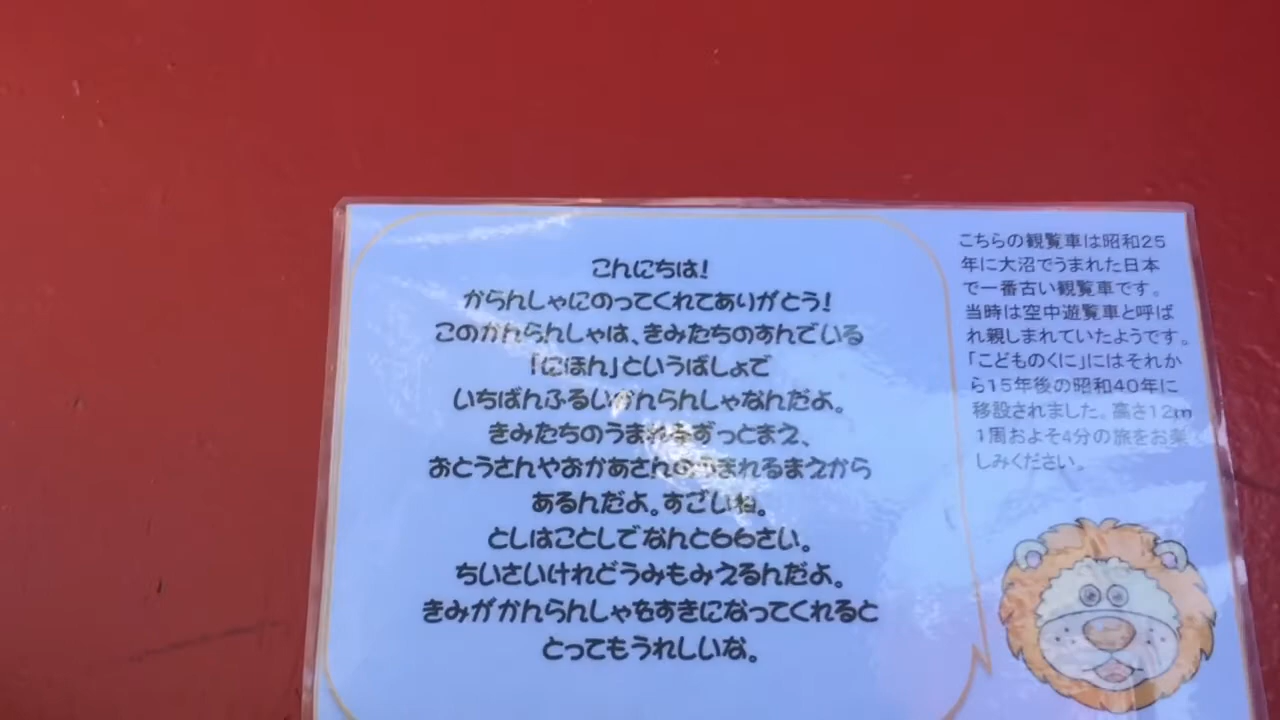 こんにちは!
からんしゃにのってくれてありがとう!
このかんらんしゃは、きみたちのすんでいる
「にほん」というばしょで
いちばんふるいかんらんしゃなんだよ。
きみたちのうまれるずっとまえ、
おとうさんやおかあさんのうまれるまえから
あるんだよ。すごいね。
としはことしでなんと66さい。
ちいさいけれどうみもみえるんだよ。
きみがかんらんしゃをすきになってくれると
とってもうれしいな。
こちらの観覧車は昭和25
年に大沼でうまれた日本
で一番古い観覧車です。
当時は空中遊覧車と呼ば
れ親しまれていたようです。
「こどものくに」にはそれか
ら15年後の昭和40年に
移設されました。高さ12m
1周およそ4分の旅をお楽
しみください。